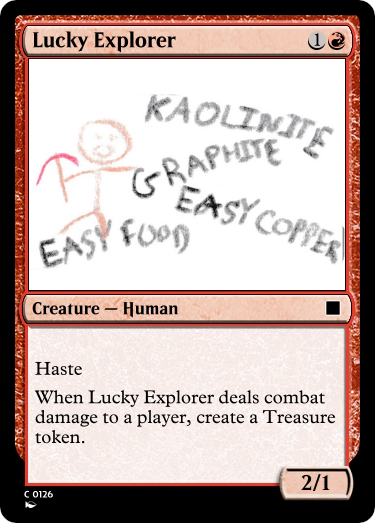 Lucky Explorer
1
KAOLINITE
GRAPHITE
EASY COPPER
EASY FOOD
Creature — Human
Haste
When Lucky Explorer deals combat
damage to a player, create a Treasure
token.
2/1
C 0126